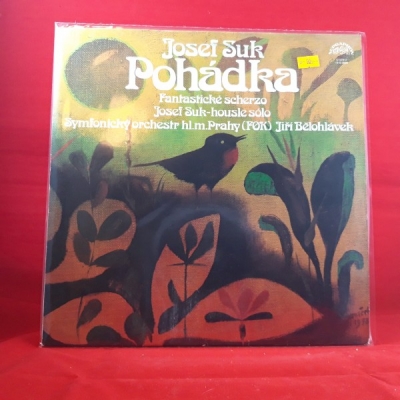 Josef Suk
Pohádka
Fantastické scherzo
Josef Suk-housle sólo
Symfonický orchestr hl.m.Prahy (FOK) Jiří Bělohlávek